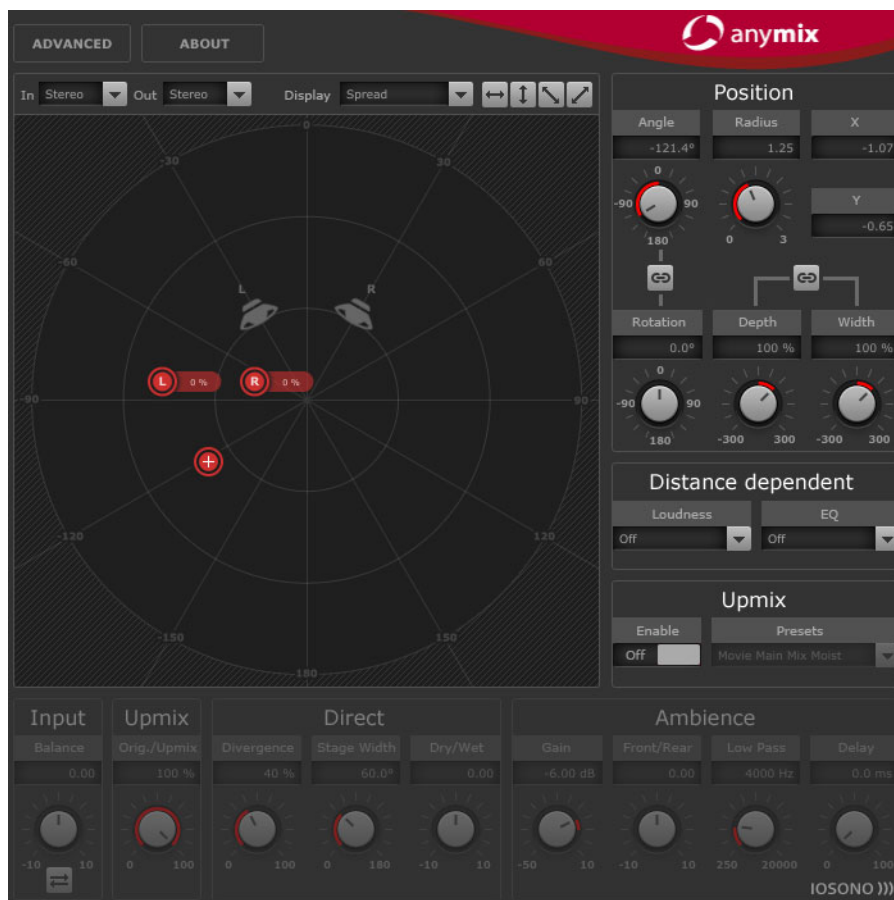 ADVANCED ABOUT anymix
In Stereo Out Stereo Display Spread
0
-30 30
-60 60
L R
L 0 % R 0 %
-90 90
-120 120
-150 150
-180
Position
Angle Radius X
-121.4º 1.25 -1.07
0
-90 90
Y
-0.65
180 0 3
Rotation Depth Width
0.0º 100 % 100 %
0
-90 90
180 -300 300 -300 300
Distance dependent
Loudness EQ
Off Off
Upmix
Enable Presets
Off Movie Main Mix Moist
Input Upmix Direct Ambience
Balance Orig./Upmix Divergence Stage Width Dry/Wet Gain Front/Rear Low Pass Delay
0.00 100 % 40 % 60.0º 0.00 -6.00 dB 0.00 4000 Hz 0.0 ms
-10 10 0 100 0 100 0 180 -10 10 -50 10 -10 10 250 20000 0 100
IOSONO )))